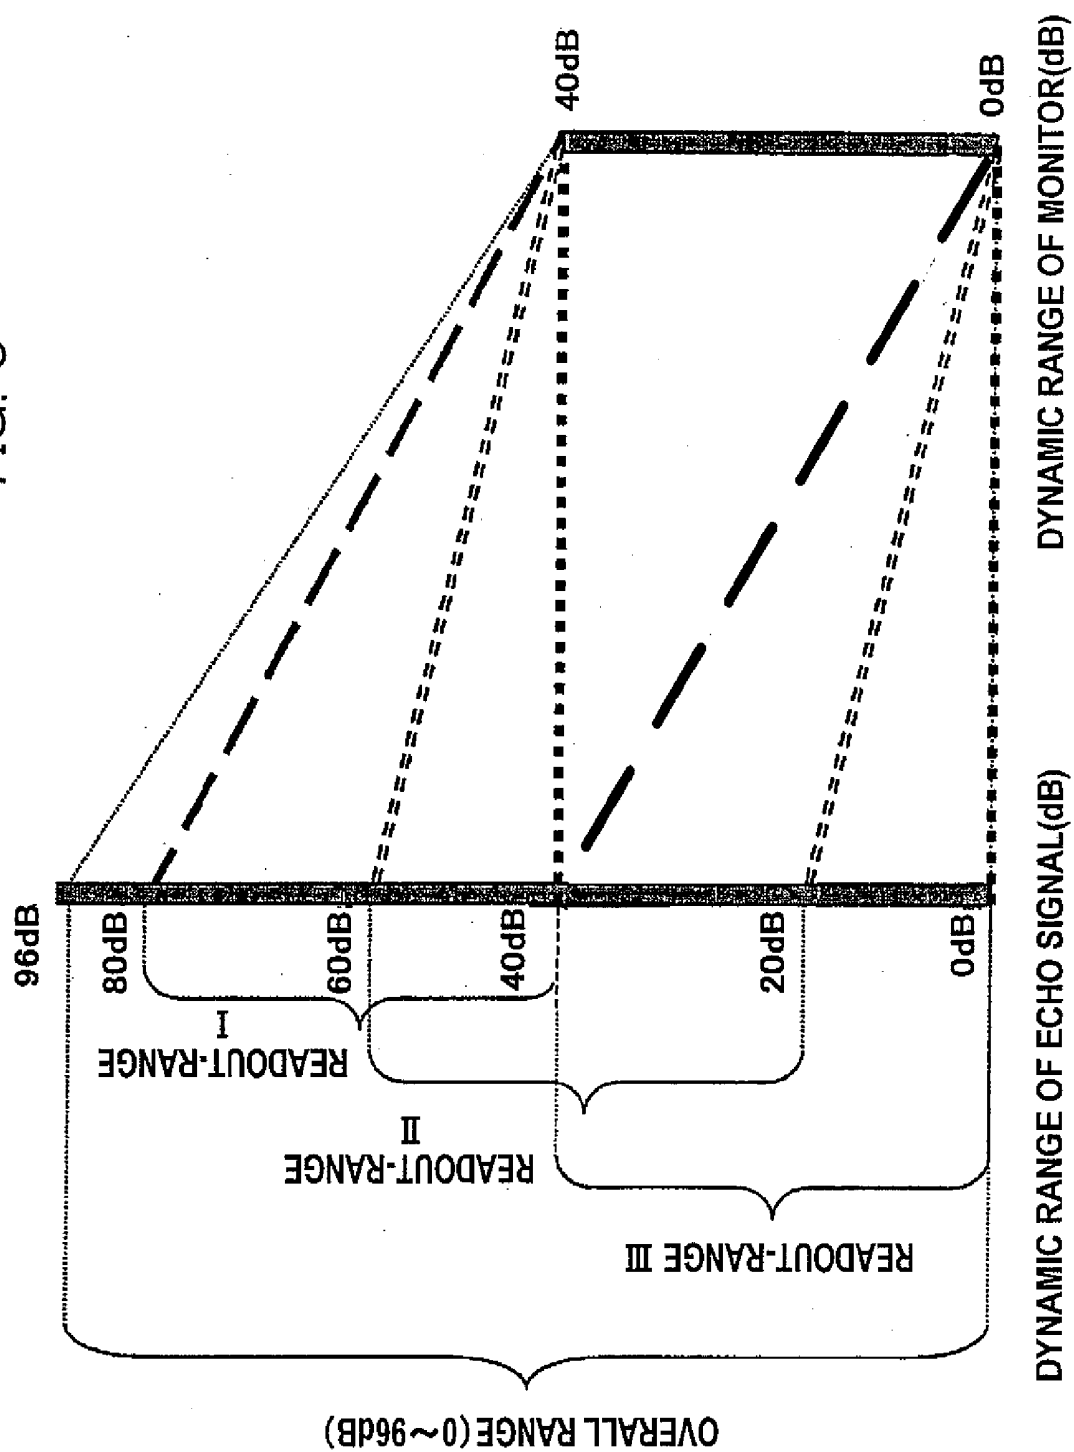 96dB
80dB
60dB
40dB
20dB
0dB
40dB
0dB
READOUT-RANGE
I
READOUT-RANGE
II
READOUT-RANGE III
OVERALL RANGE (0~96dB)
DYNAMIC RANGE OF ECHO SIGNAL(dB)
DYNAMIC RANGE OF MONITOR(dB)